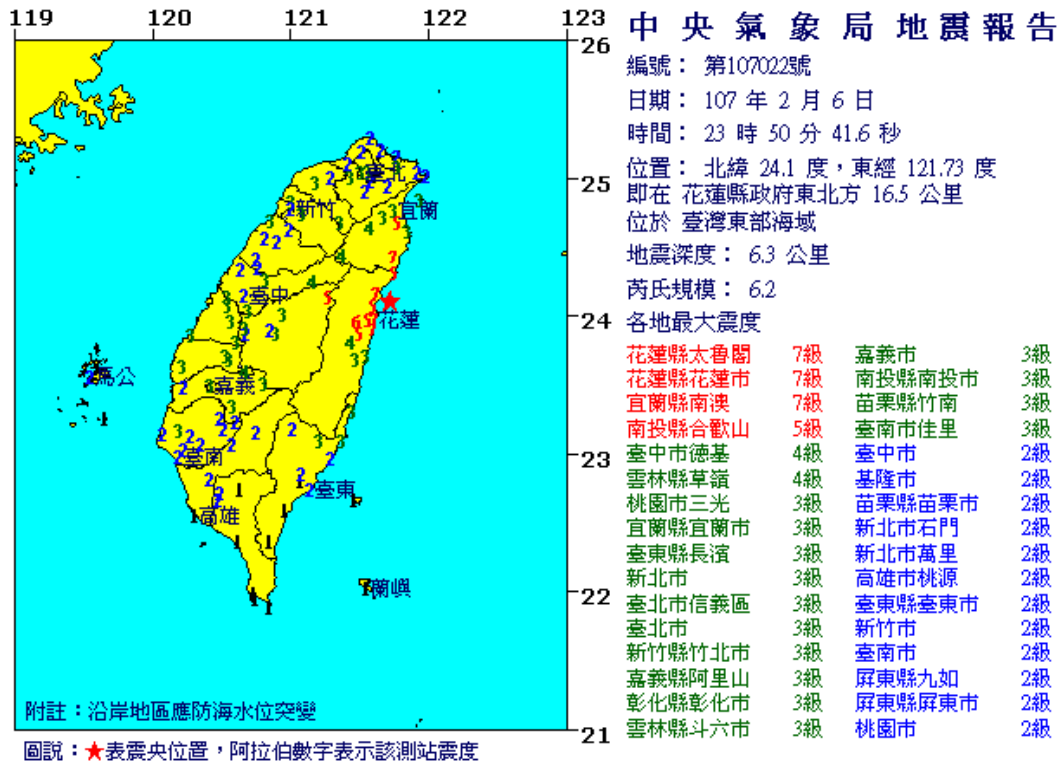 119 120 121 122 123
26
25
24
23
22
21
臺北
新竹
宜蘭
臺中
花蓮
馬公
嘉義
臺南
臺東
高雄
蘭嶼
附註：沿岸地區應防海水位突變
圖說：★表震央位置，阿拉伯數字表示該測站震度
中央氣象局地震報告
編號： 第107022號
日期： 107 年 2 月 6 日
時間： 23 時 50 分 41.6 秒
位置： 北緯 24.1 度，東經 121.73 度
即在 花蓮縣政府東北方 16.5 公里
位於 臺灣東部海域
地震深度： 6.3 公里
芮氏規模： 6.2
各地最大震度
花蓮縣太魯閣 7級 嘉義市 3級
花蓮縣花蓮市 7級 南投縣南投市 3級
宜蘭縣南澳 7級 苗栗縣竹南 3級
南投縣合歡山 5級 臺南市佳里 3級
臺中市德基 4級 臺中市 2級
雲林縣草嶺 4級 基隆市 2級
桃園市三光 3級 苗栗縣苗栗市 2級
宜蘭縣宜蘭市 3級 新北市石門 2級
臺東縣長濱 3級 新北市萬里 2級
新北市 3級 高雄市桃源 2級
臺北市信義區 3級 臺東縣臺東市 2級
臺北市 3級 新竹市 2級
新竹縣竹北市 3級 臺南市 2級
嘉義縣阿里山 3級 屏東縣九如 2級
彰化縣彰化市 3級 屏東縣屏東市 2級
雲林縣斗六市 3級 桃園市 2級